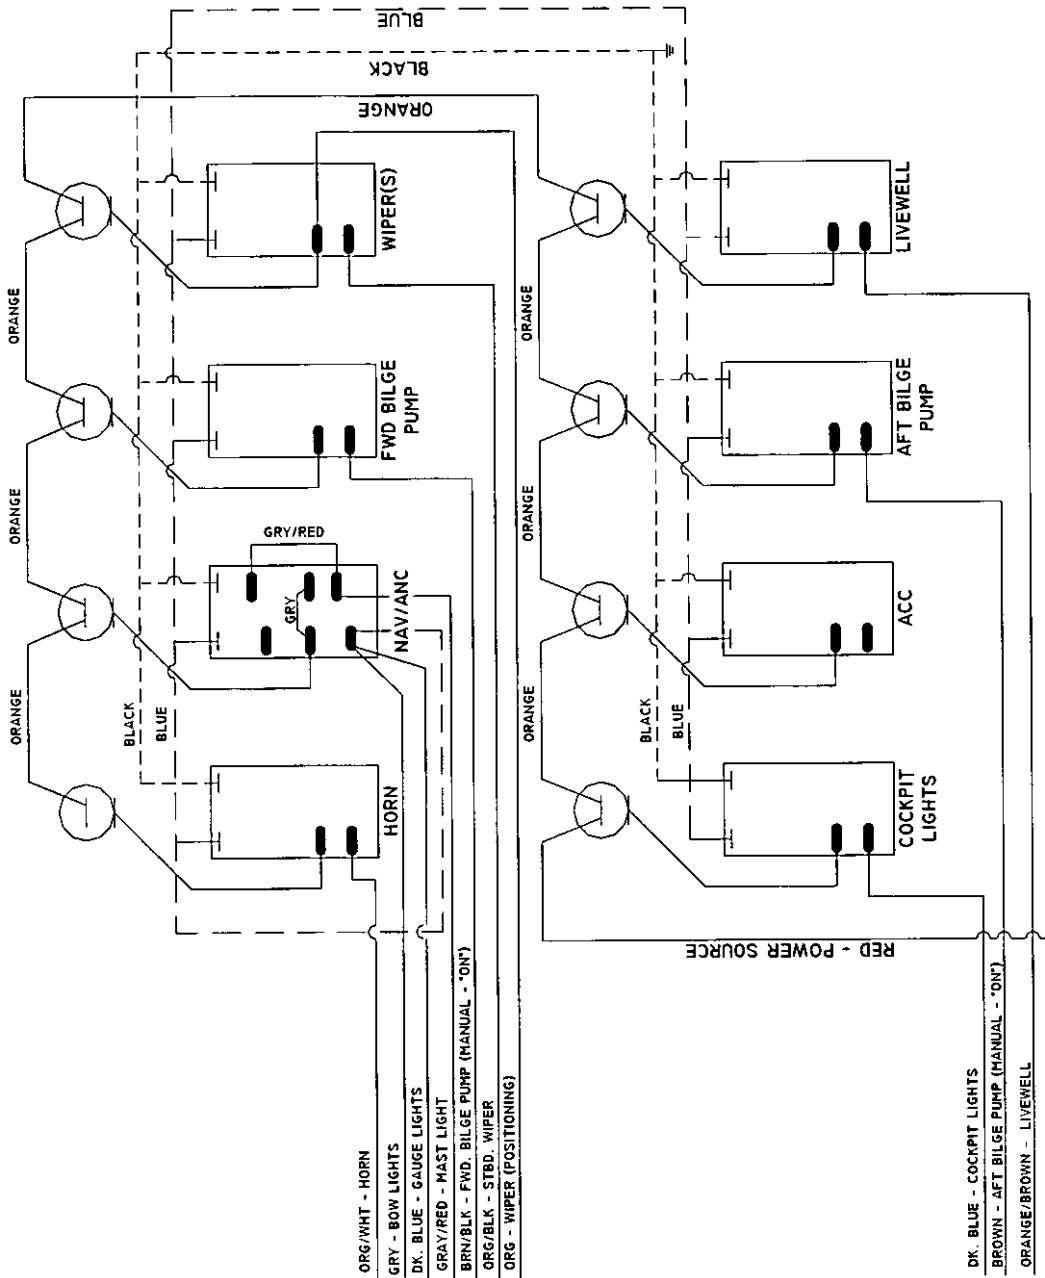 BLUE
BLACK
ORANGE
ORANGE
ORANGE
ORANGE
BLACK
BLUE
WIPER(S)
FWD BILGE
PUMP
GRY/RED
GRY
NAV/ANC
HORN
ORANGE
ORANGE
ORANGE
BLACK
BLUE
LIVEWELL
AFT BILGE
PUMP
ACC
COCKPIT
LIGHTS
RED - POWER SOURCE
ORG/WHT - HORN
GRY - BOW LIGHTS
DK. BLUE - GAUGE LIGHTS
GRAY/RED - MAST LIGHT
BRN/BLK - FWD. BILGE PUMP (MANUAL - "ON")
ORG/BLK - STBD. WIPER
ORG - WIPER (POSITIONING)
DK. BLUE - COCKPIT LIGHTS
BROWN - AFT BILGE PUMP (MANUAL - "ON")
ORANGE/BROWN - LIVEWELL